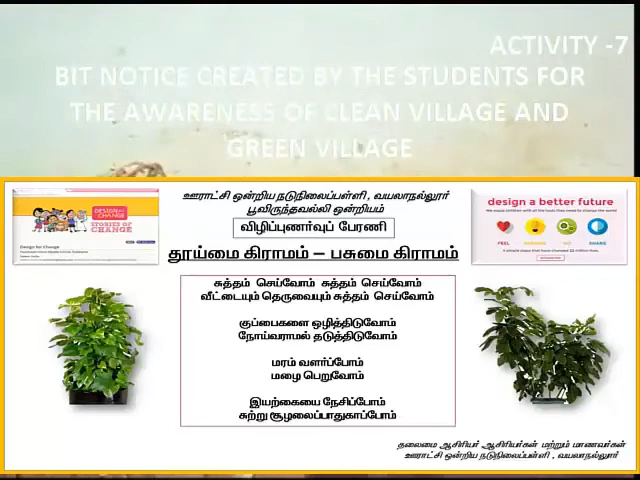 ACTIVITY -7
BIT NOTICE CREATED BY THE STUDENTS FOR
THE AWARENESS OF CLEAN VILLAGE AND
GREEN VILLAGE
ஊராட்சி ஒன்றிய நடுநிலைப்பள்ளி , வயலாநல்லூர்
பூவிருந்தவல்லி ஒன்றியம்
விழிப்புணர்வுப் பேரணி
தூய்மை கிராமம் – பசுமை கிராமம்
DESIGN for CHANGE
STORIES OF CHANGE
Design for Change
design a better future
FEEL
IMAGINE
DO
SHARE
சுத்தம் செய்வோம் சுத்தம் செய்வோம்
வீட்டையும் தெருவையும் சுத்தம் செய்வோம்
குப்பைகளை ஒழித்திடுவோம்
நோய்வராமல் தடுத்திடுவோம்
மரம் வளர்ப்போம்
மழை பெறுவோம்
இயற்கையை நேசிப்போம்
சுற்று சூழலைப்பாதுகாப்போம்
தலைமை ஆசிரியர் ஆசிரியர்கள் மற்றும் மாணவர்கள்
ஊராட்சி ஒன்றிய நடுநிலைப்பள்ளி , வயலாநல்லூர்